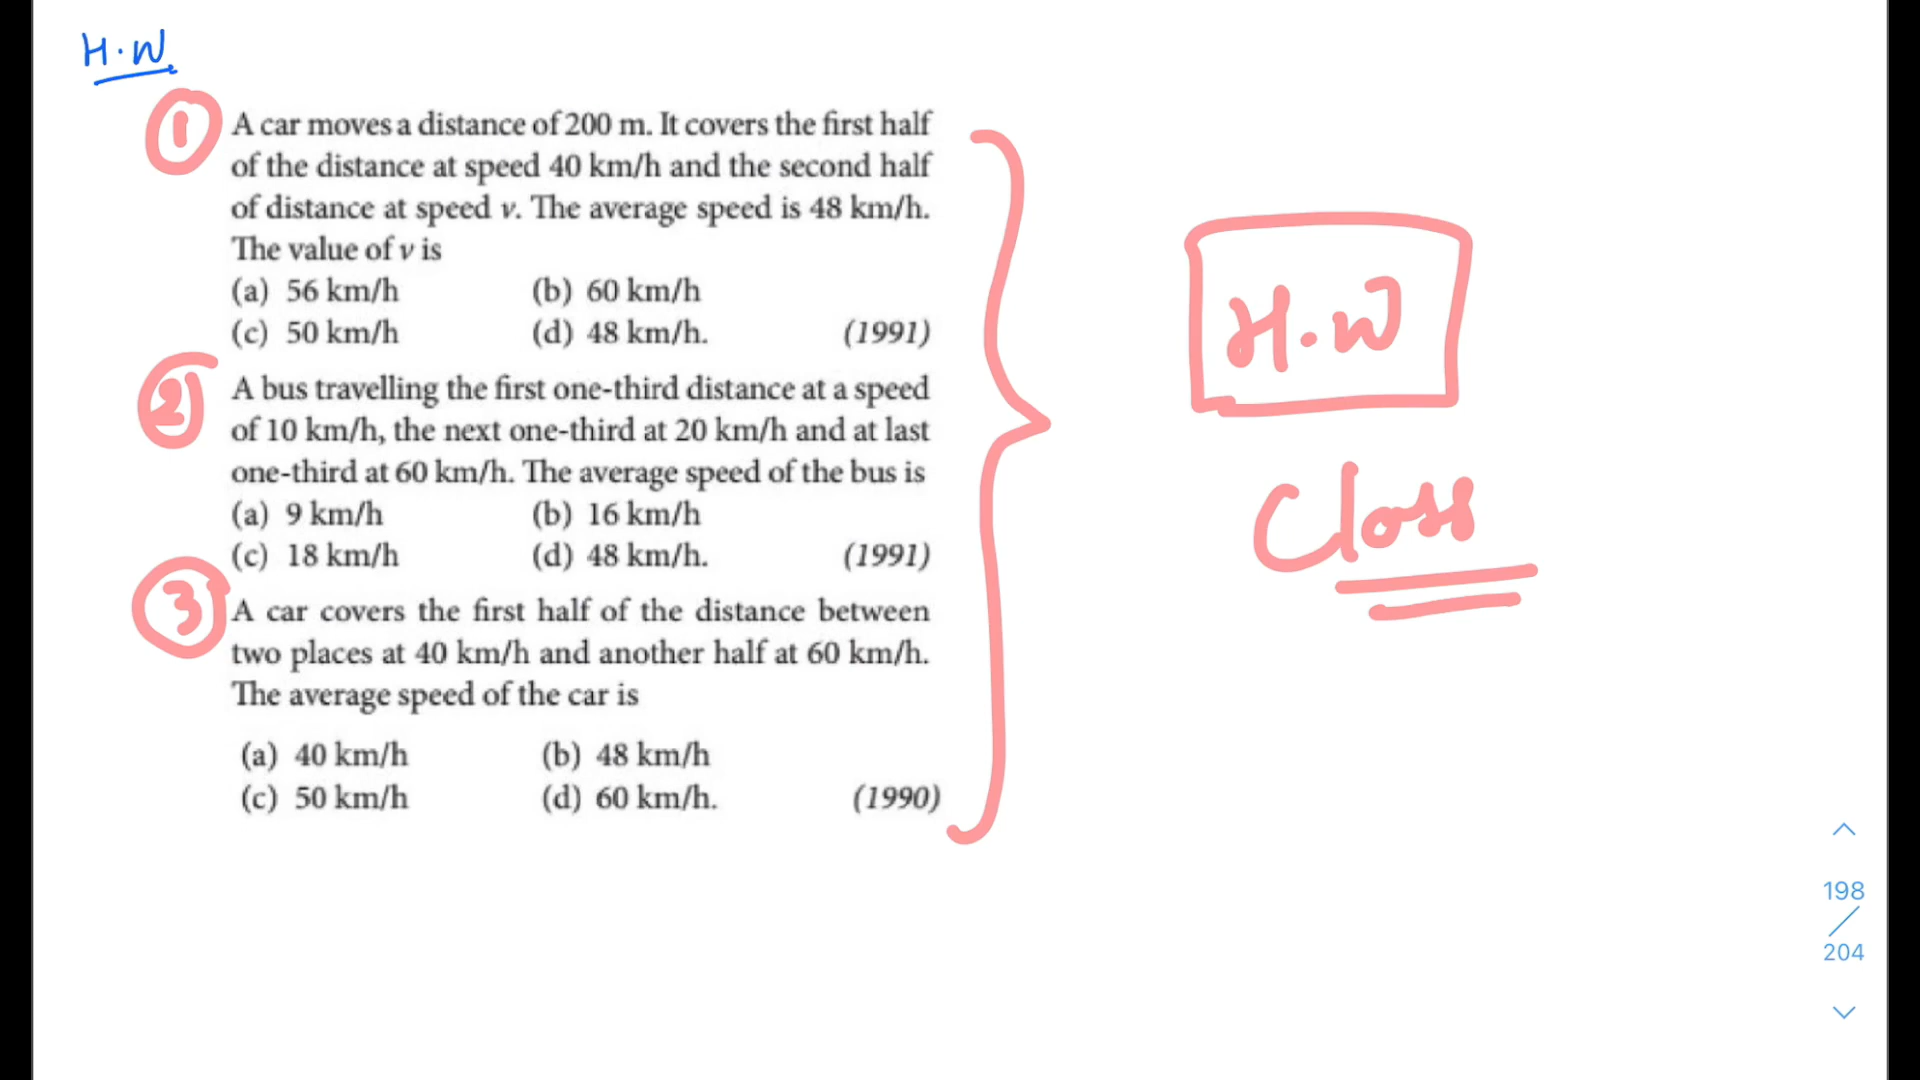 H.W
① A car moves a distance of 200 m. It covers the first half
of the distance at speed 40 km/h and the second half
of distance at speed v. The average speed is 48 km/h.
The value of v is
(a) 56 km/h (b) 60 km/h
(c) 50 km/h (d) 48 km/h. (1991)
② A bus travelling the first one-third distance at a speed
of 10 km/h, the next one-third at 20 km/h and at last
one-third at 60 km/h. The average speed of the bus is
(a) 9 km/h (b) 16 km/h
(c) 18 km/h (d) 48 km/h. (1991)
③ A car covers the first half of the distance between
two places at 40 km/h and another half at 60 km/h.
The average speed of the car is
(a) 40 km/h (b) 48 km/h
(c) 50 km/h (d) 60 km/h. (1990)
H.W
Class
198
/
204